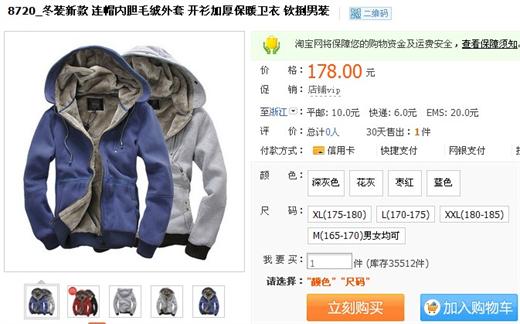 8720_冬装新款 连帽内胆毛绒外套 开衫加厚保暖卫衣 钦捌男装
二维码
淘宝网将保障您的购物资金及运费安全，查看保障须知
价 格：178.00 元
促 销：店铺vip
至浙江 平邮: 10.0元 快递: 6.0元 EMS: 20.0元
评 价：总计0人 30天售出：1 件
付款方式： 信用卡 快捷支付 网银支付
颜 色： 深灰色 花灰 枣红 蓝色
尺 码： XL(175-180) L(170-175) XXL(180-185)
M(165-170)男女均可
我 要 买： 1 件 (库存35512件)
请选择： "颜色" "尺码"
立刻购买 加入购物车